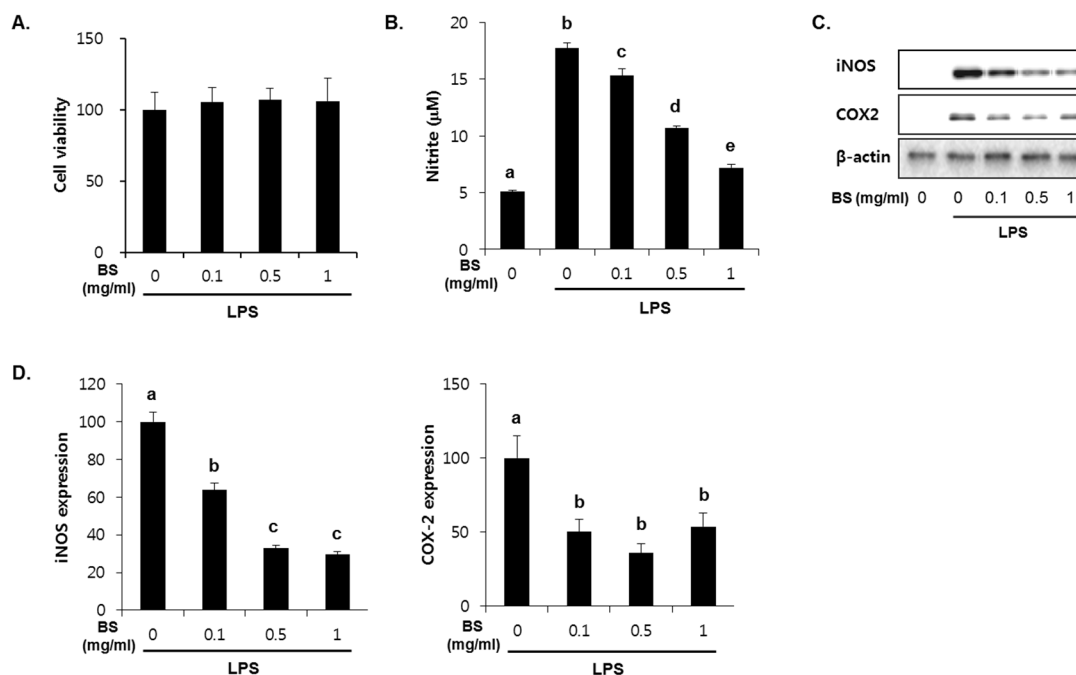 A.
150
100
50
0
Cell viability
BS (mg/ml)
0 0.1 0.5 1
LPS
B.
20
15
10
5
0
Nitrite (μM)
a b c d e
BS (mg/ml)
0 0 0.1 0.5 1
LPS
C.
iNOS
COX2
β-actin
BS (mg/ml) 0 0 0.1 0.5 1
LPS
D.
120
100
80
60
40
20
0
iNOS expression
a b c c
BS (mg/ml)
0 0.1 0.5 1
LPS
150
100
50
0
COX-2 expression
a b b b
BS (mg/ml)
0 0.1 0.5 1
LPS